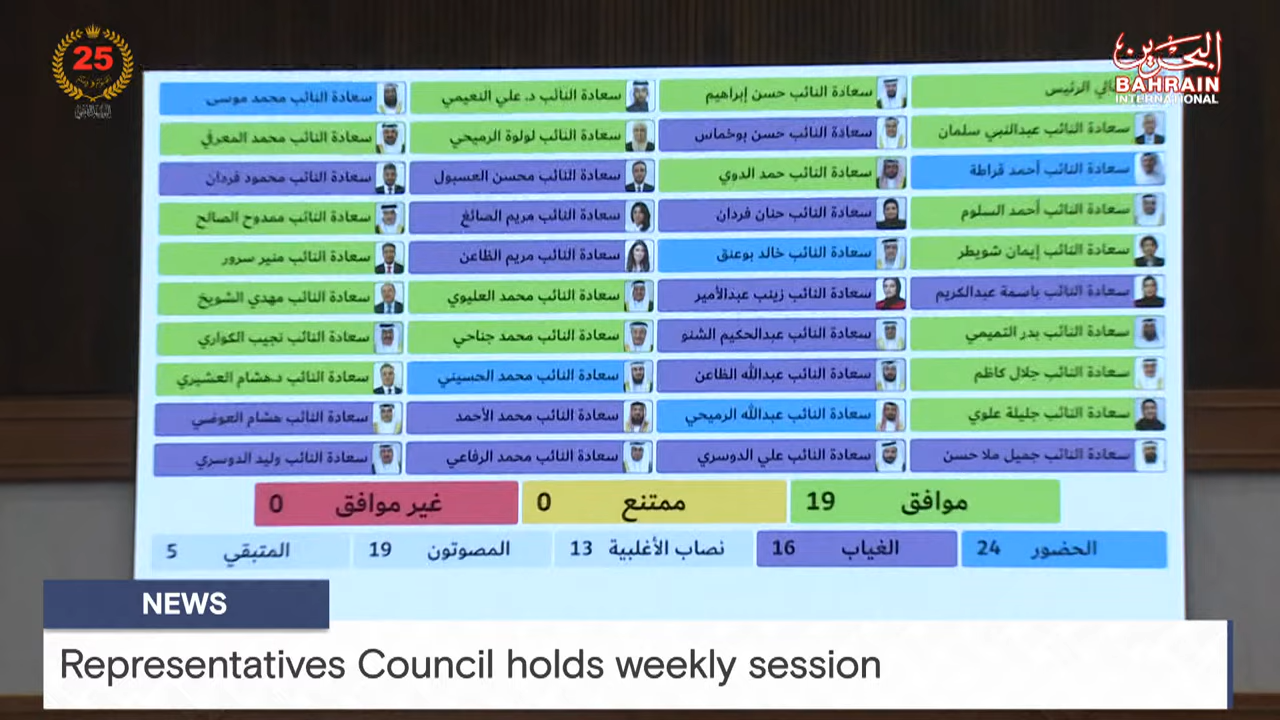 25
البحرين
BAHRAIN
INTERNATIONAL
الرئيس
سعادة النائب حسن إبراهيم
سعادة النائب د. علي النعيمي
سعادة النائب محمد موسى
سعادة النائب عبدالنبي سلمان
سعادة النائب حسن بوخماس
سعادة النائب لولوة الرميحي
سعادة النائب محمد المعرفي
سعادة النائب أحمد قراطة
سعادة النائب حمد الدوي
سعادة النائب محسن العسبول
سعادة النائب محمود فردان
سعادة النائب أحمد السلوم
سعادة النائب حنان فردان
سعادة النائب مريم الصائغ
سعادة النائب ممدوح الصالح
سعادة النائب إيمان شويطر
سعادة النائب خالد بوعنق
سعادة النائب مريم الظاعن
سعادة النائب منير سرور
سعادة النائب باسمة عبدالكريم
سعادة النائب زينب عبدالأمير
سعادة النائب محمد العليوي
سعادة النائب مهدي الشويخ
سعادة النائب بدر التميمي
سعادة النائب عبدالحكيم الشنو
سعادة النائب محمد جناحي
سعادة النائب نجيب الكواري
سعادة النائب جلال كاظم
سعادة النائب عبدالله الظاعن
سعادة النائب محمد الحسيني
سعادة النائب د.هشام العشيري
سعادة النائب جليلة علوي
سعادة النائب عبدالله الرميحي
سعادة النائب محمد الأحمد
سعادة النائب هشام العوضي
سعادة النائب جميل ملا حسن
سعادة النائب علي الدوسري
سعادة النائب محمد الرفاعي
سعادة النائب وليد الدوسري
موافق 19
ممتنع 0
غير موافق 0
الحضور 24
الغياب 16
نصاب الأغلبية 13
المصوتون 19
المتبقي 5
NEWS
Representatives Council holds weekly session